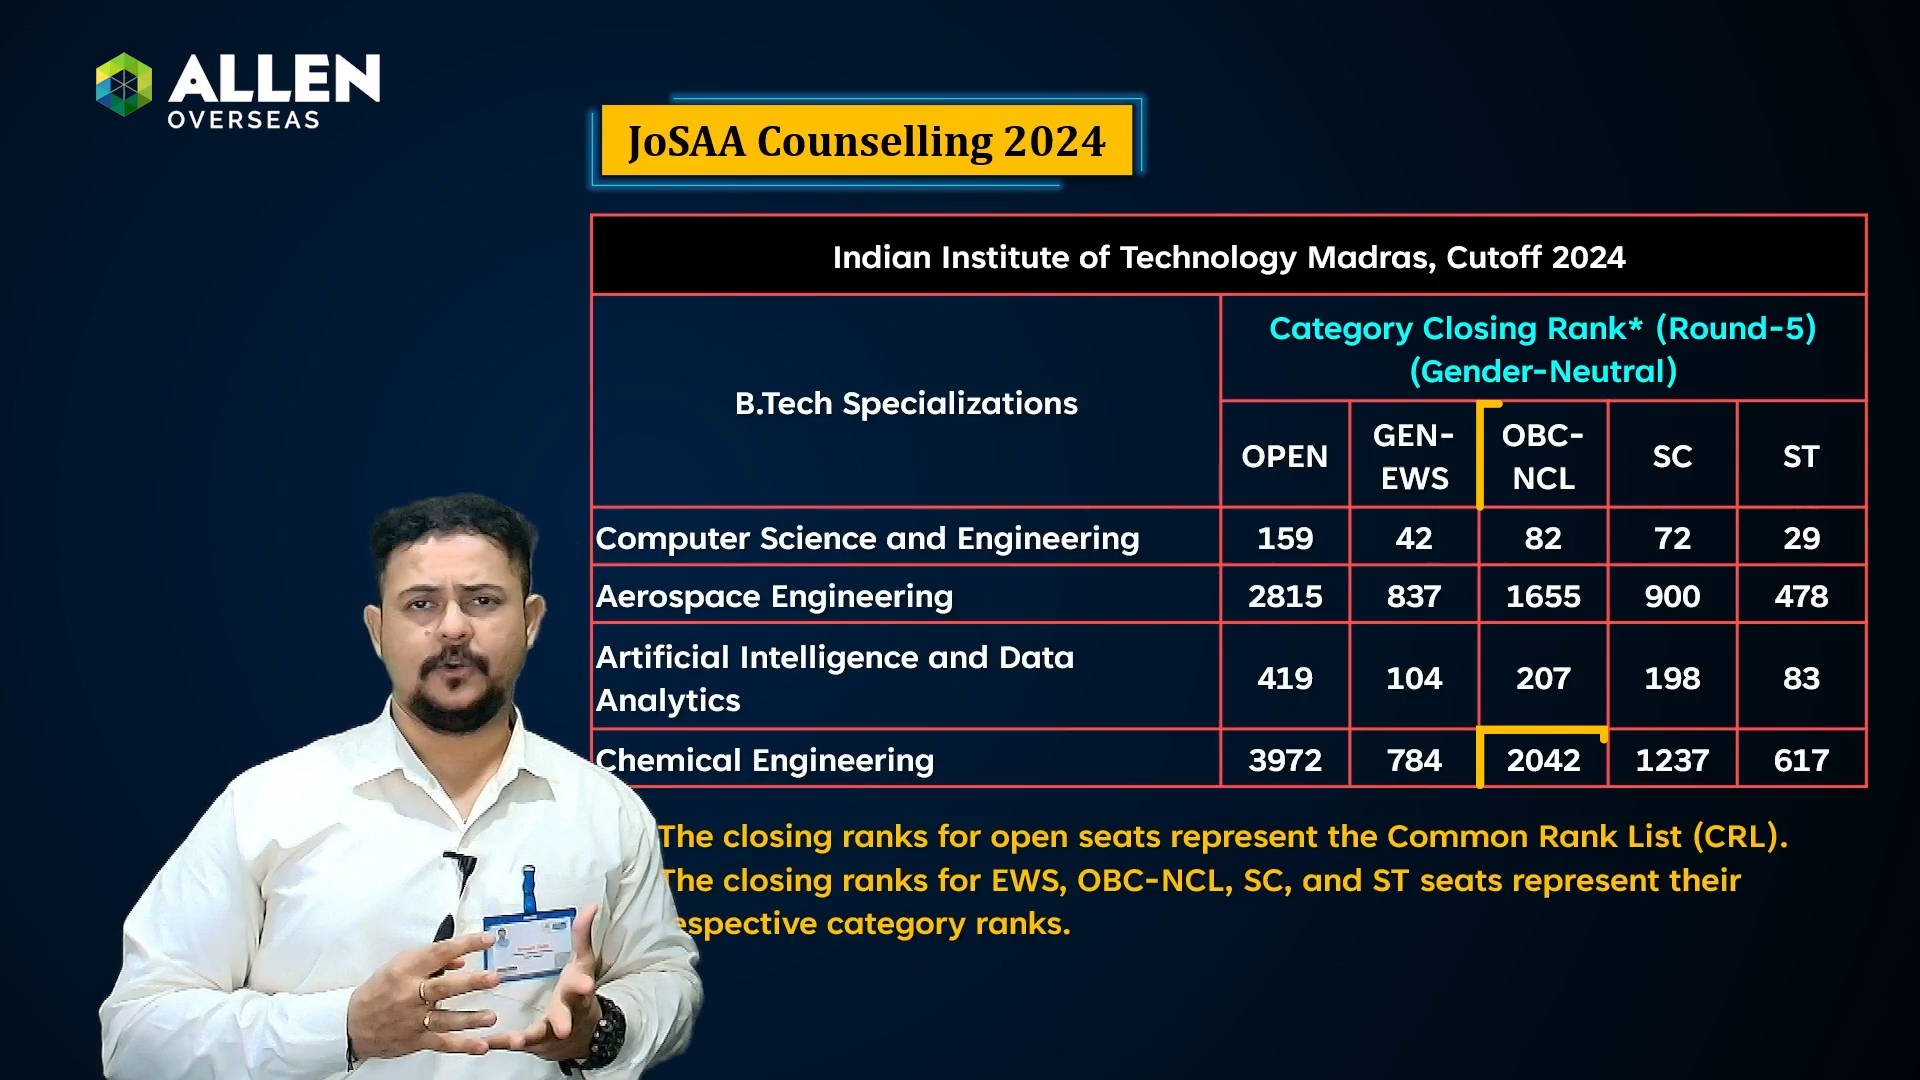 ALLEN
OVERSEAS
JoSAA Counselling 2024
Indian Institute of Technology Madras, Cutoff 2024
B.Tech Specializations
Category Closing Rank* (Round-5)
(Gender-Neutral)
OPEN GEN-EWS OBC-NCL SC ST
Computer Science and Engineering 159 42 82 72 29
Aerospace Engineering 2815 837 1655 900 478
Artificial Intelligence and Data
Analytics 419 104 207 198 83
Chemical Engineering 3972 784 2042 1237 617
The closing ranks for open seats represent the Common Rank List (CRL).
The closing ranks for EWS, OBC-NCL, SC, and ST seats represent their
espective category ranks.